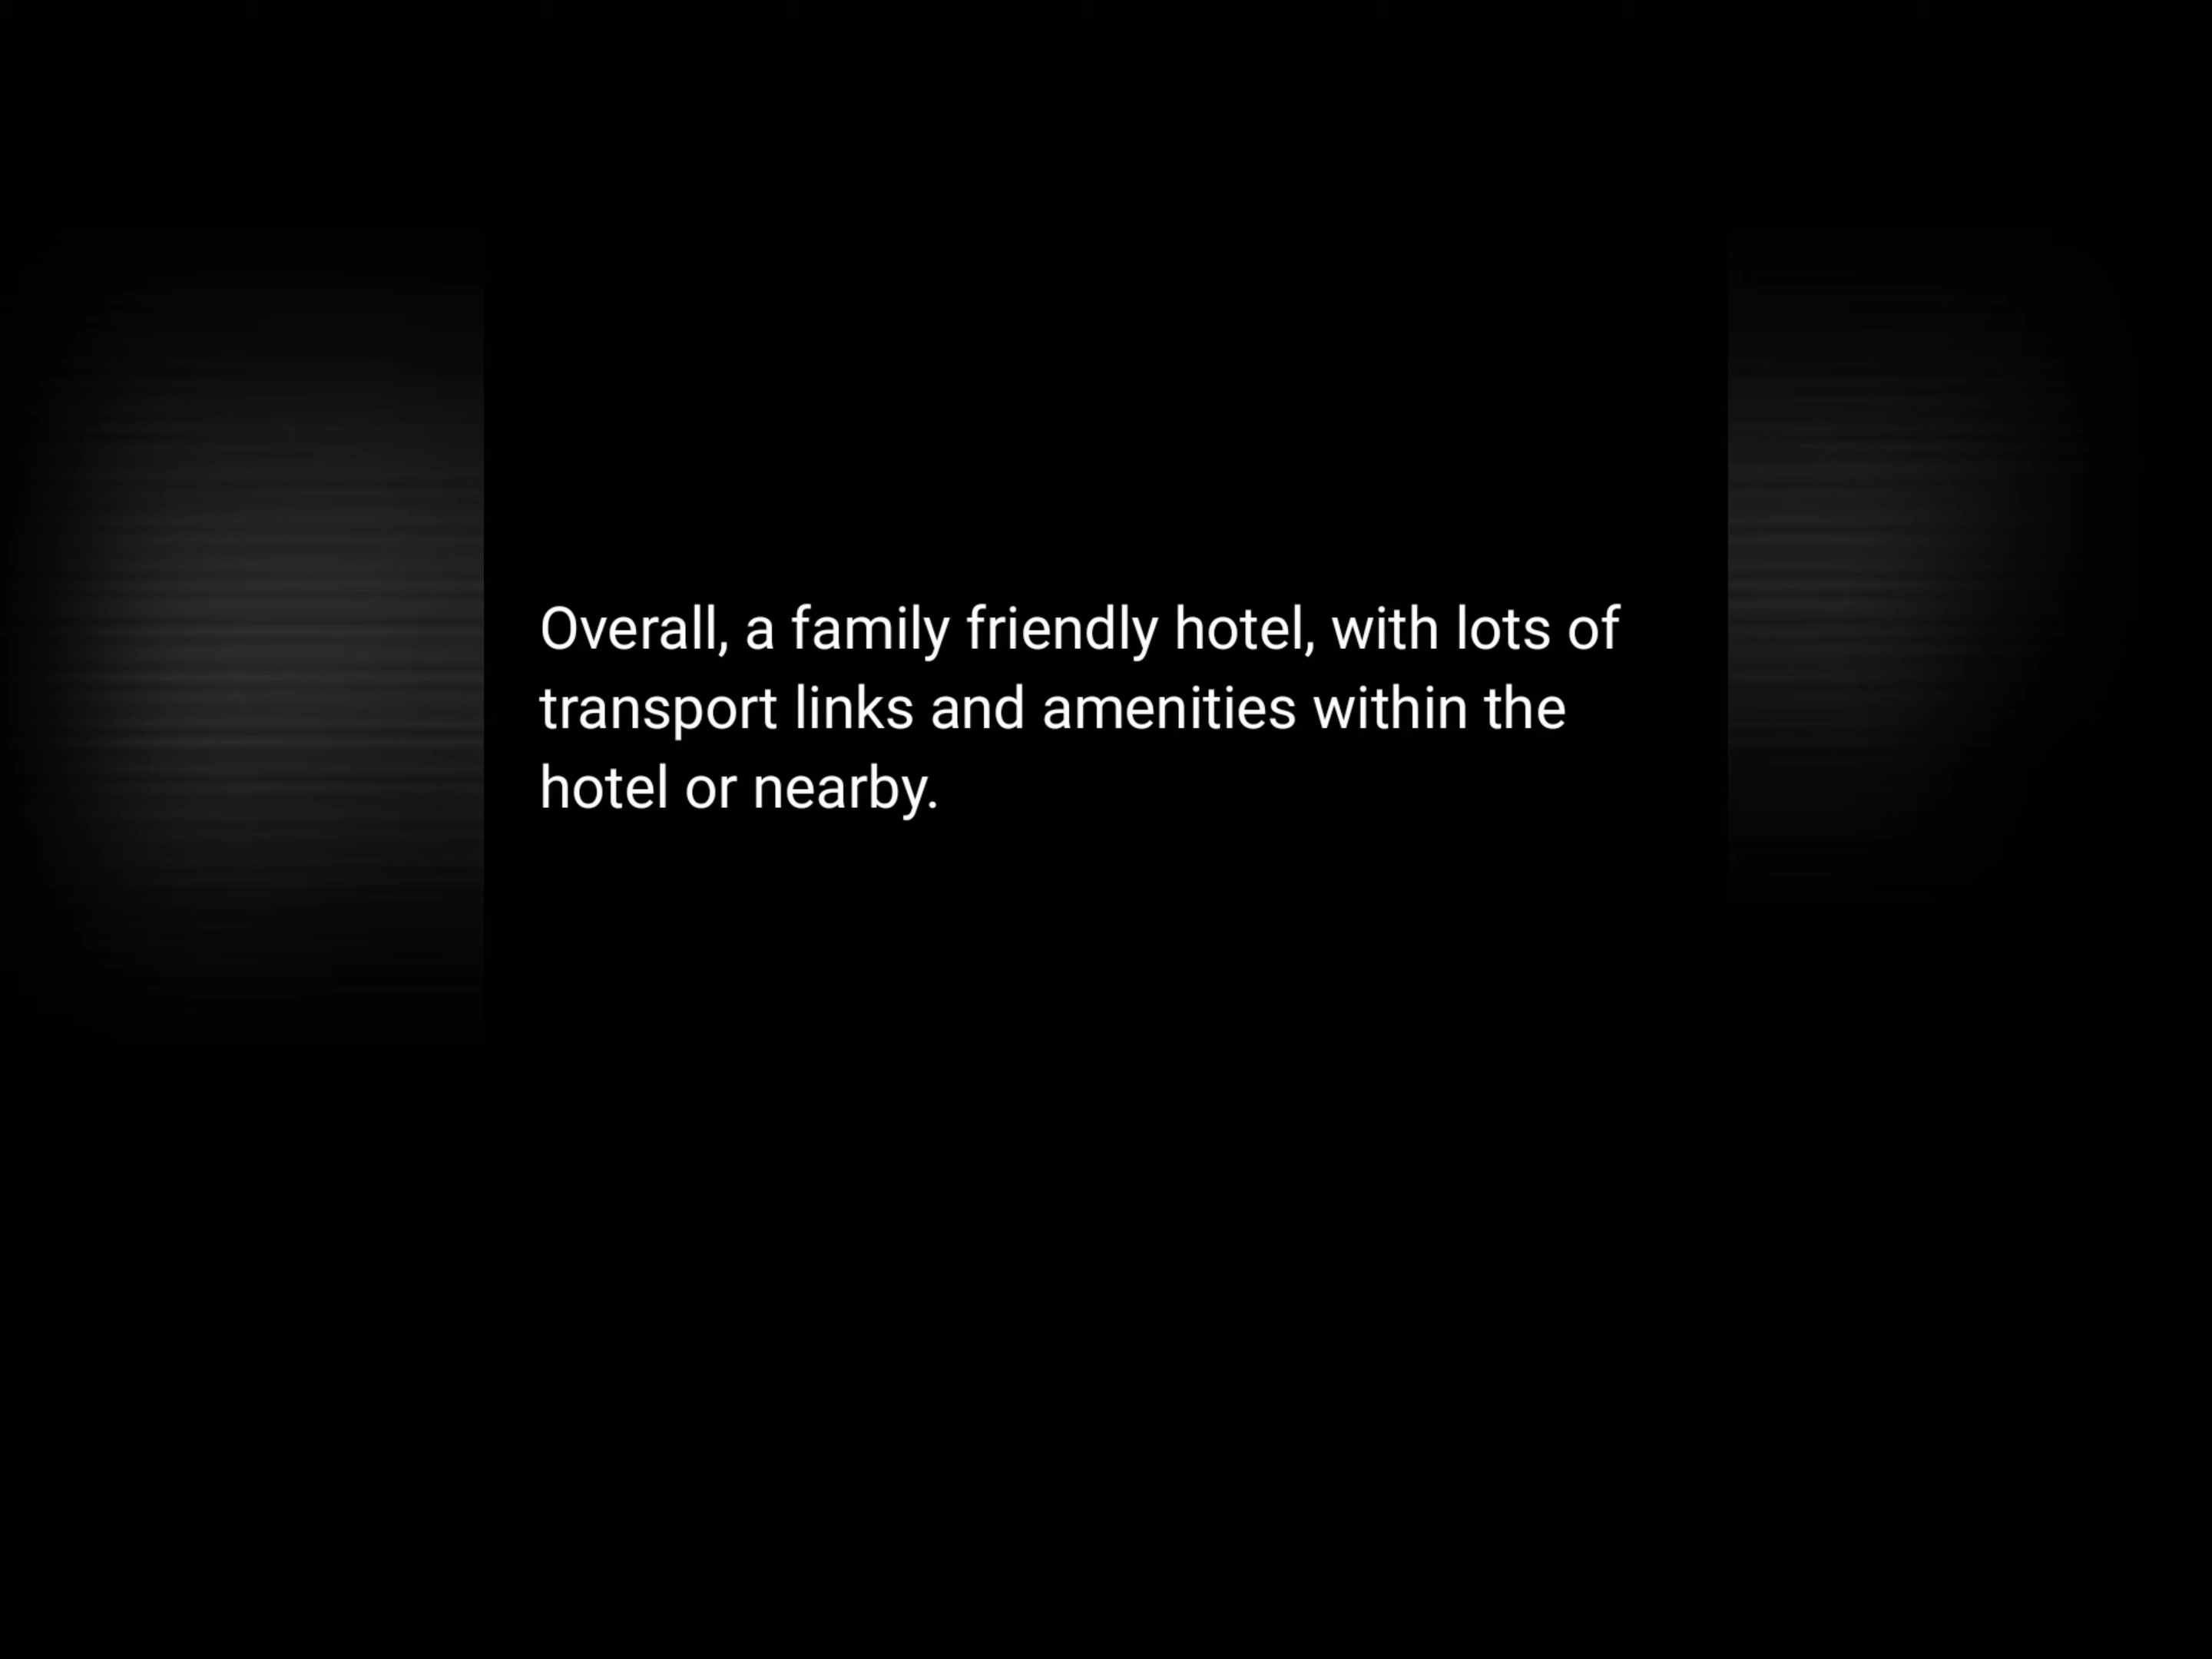 Overall, a family friendly hotel, with lots of
transport links and amenities within the
hotel or nearby.